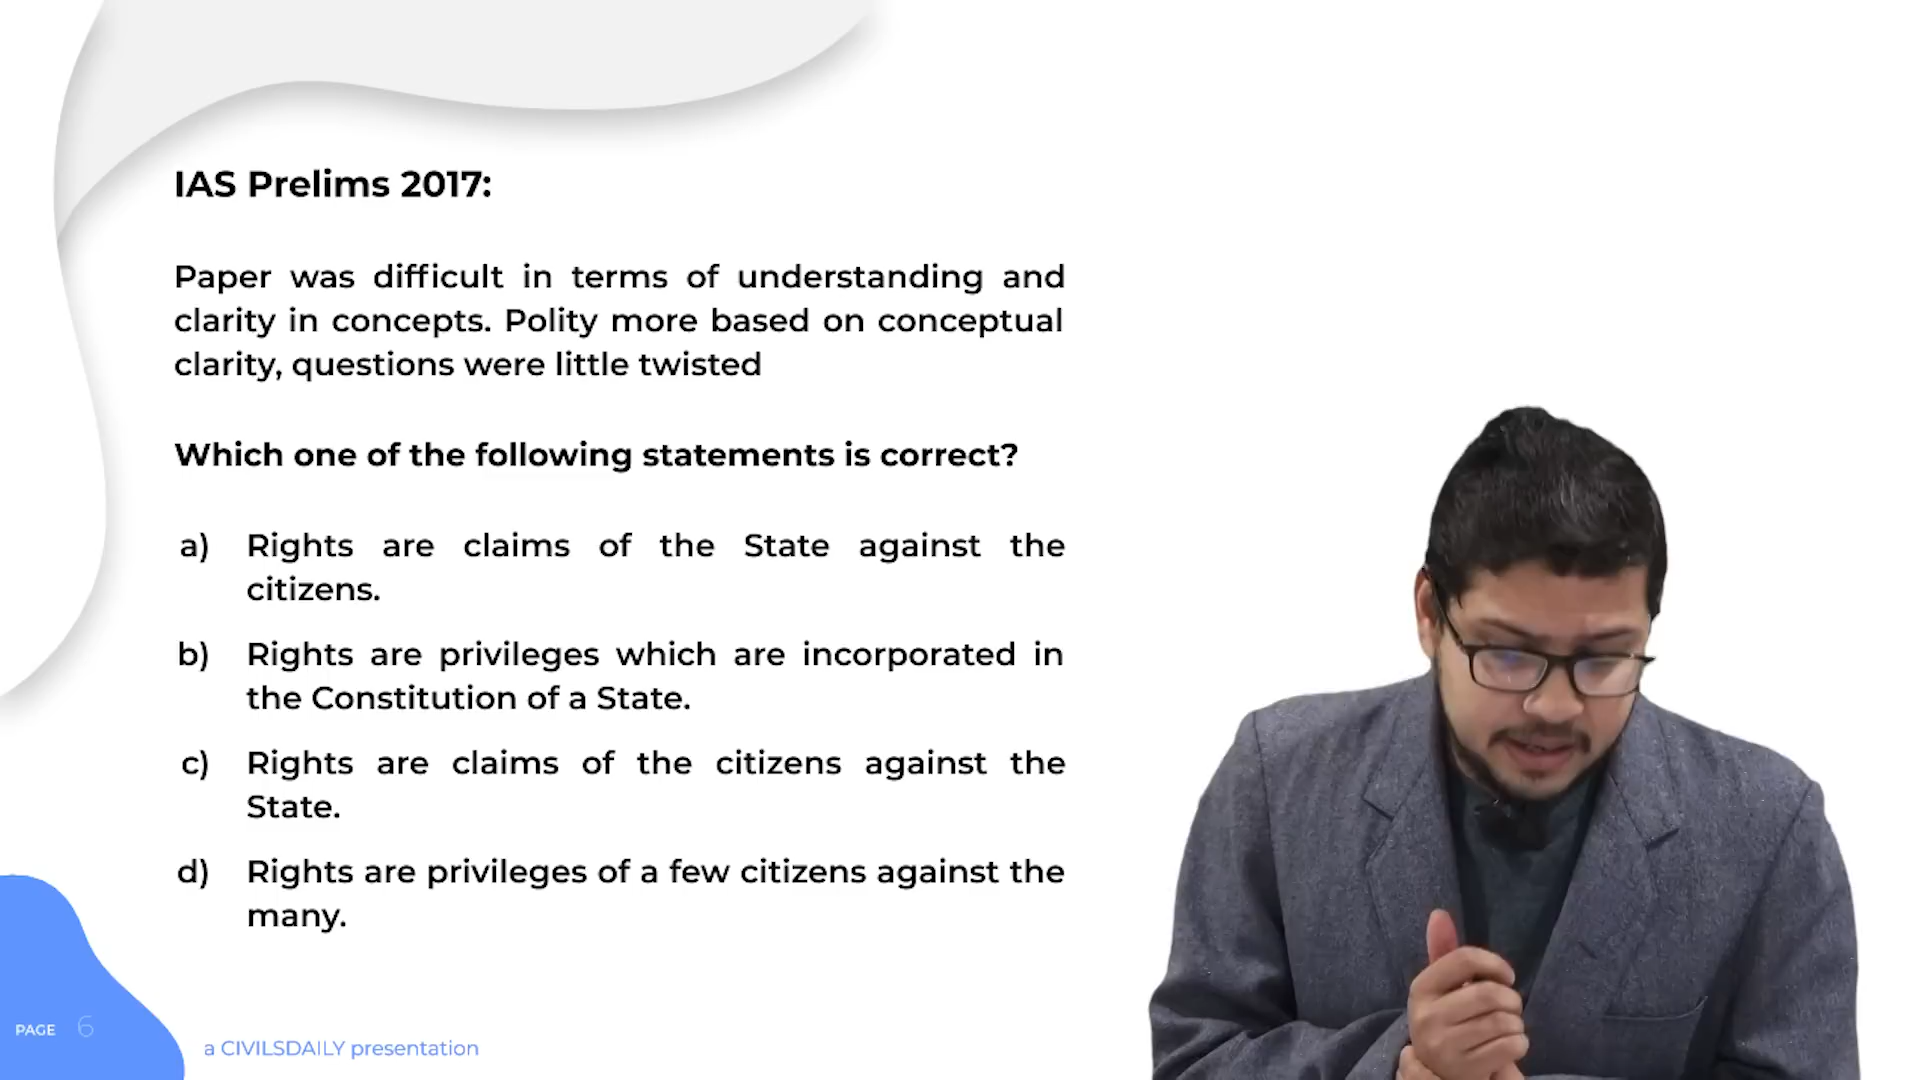 IAS Prelims 2017:
Paper was difficult in terms of understanding and
clarity in concepts. Polity more based on conceptual
clarity, questions were little twisted
Which one of the following statements is correct?
a) Rights are claims of the State against the
citizens.
b) Rights are privileges which are incorporated in
the Constitution of a State.
c) Rights are claims of the citizens against the
State.
d) Rights are privileges of a few citizens against the
many.
PAGE 6
a CIVILSDAILY presentation